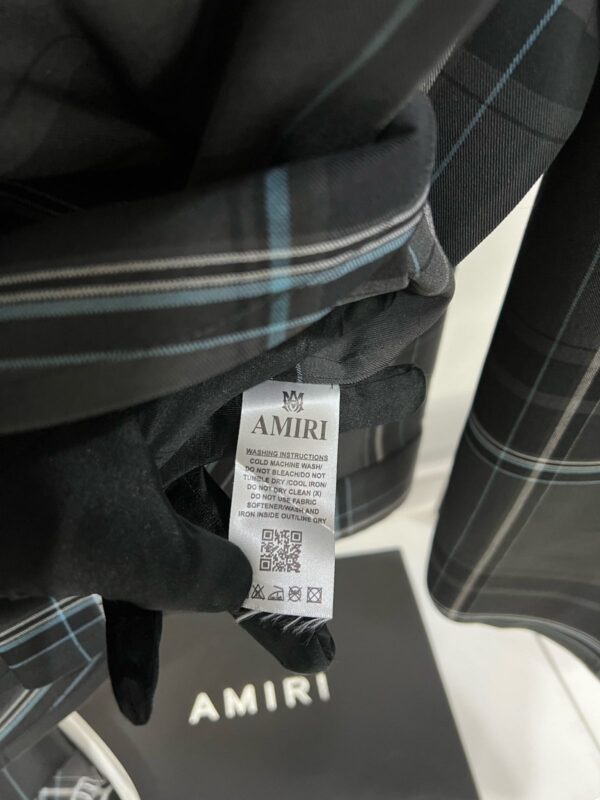 AMIRI
WASHING INSTRUCTIONS
COLD MACHINE WASH/
DO NOT BLEACH/DO NOT
TUMBLE DRY /COOL IRON/
DO NOT DRY CLEAN (X)
DO NOT USE FABRIC
SOFTENER/WASH AND
IRON INSIDE OUT/LINE GRY
AMIRI